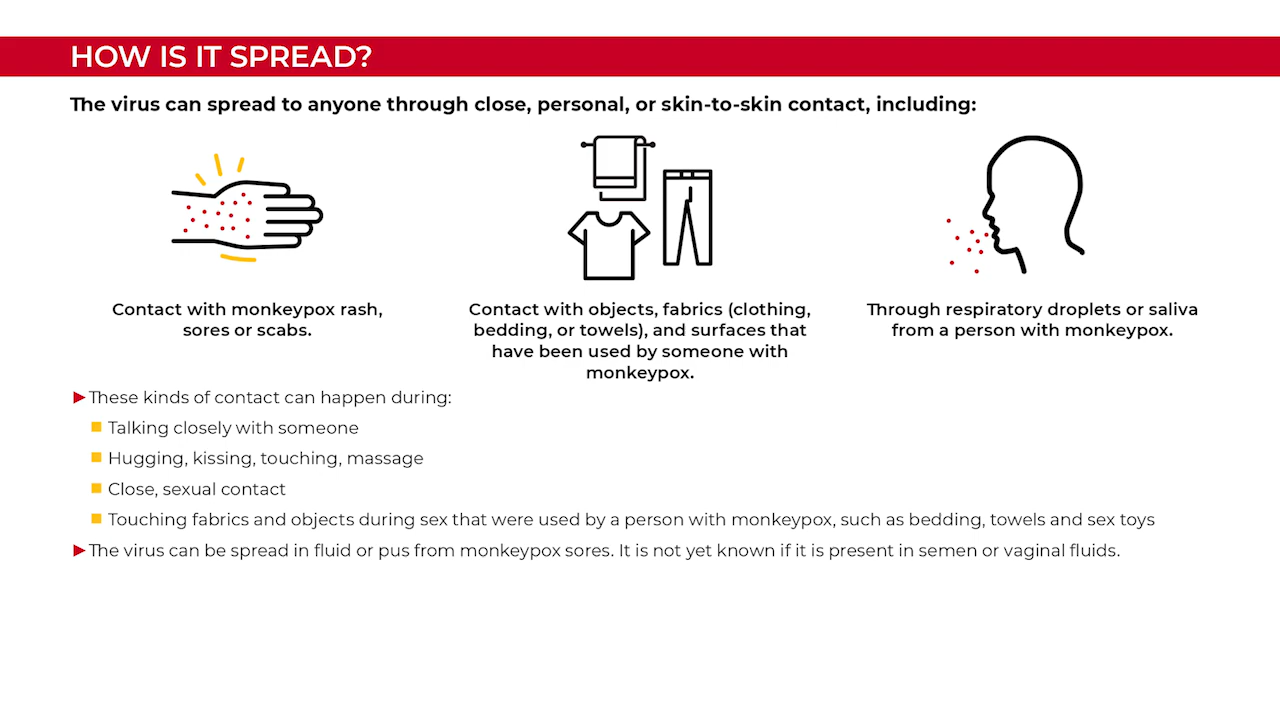 HOW IS IT SPREAD?
The virus can spread to anyone through close, personal, or skin-to-skin contact, including:
Contact with monkeypox rash,
sores or scabs.
Contact with objects, fabrics (clothing,
bedding, or towels), and surfaces that
have been used by someone with
monkeypox.
Through respiratory droplets or saliva
from a person with monkeypox.
These kinds of contact can happen during:
Talking closely with someone
Hugging, kissing, touching, massage
Close, sexual contact
Touching fabrics and objects during sex that were used by a person with monkeypox, such as bedding, towels and sex toys
The virus can be spread in fluid or pus from monkeypox sores. It is not yet known if it is present in semen or vaginal fluids.